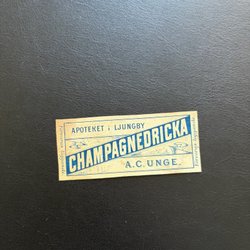 APOTEKET i LJUNGBY
CHAMPAGNEDRICKA
A.C. UNGE.